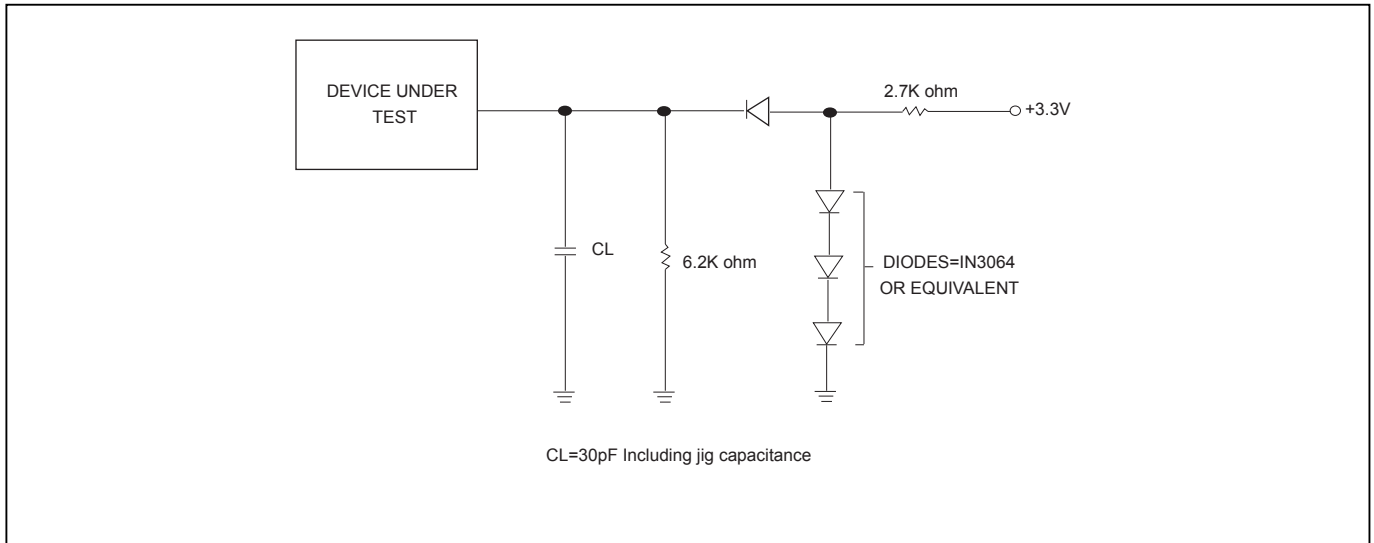 DEVICE UNDER
TEST
2.7K ohm
+3.3V
CL
6.2K ohm
DIODES=IN3064
OR EQUIVALENT
CL=30pF Including jig capacitance